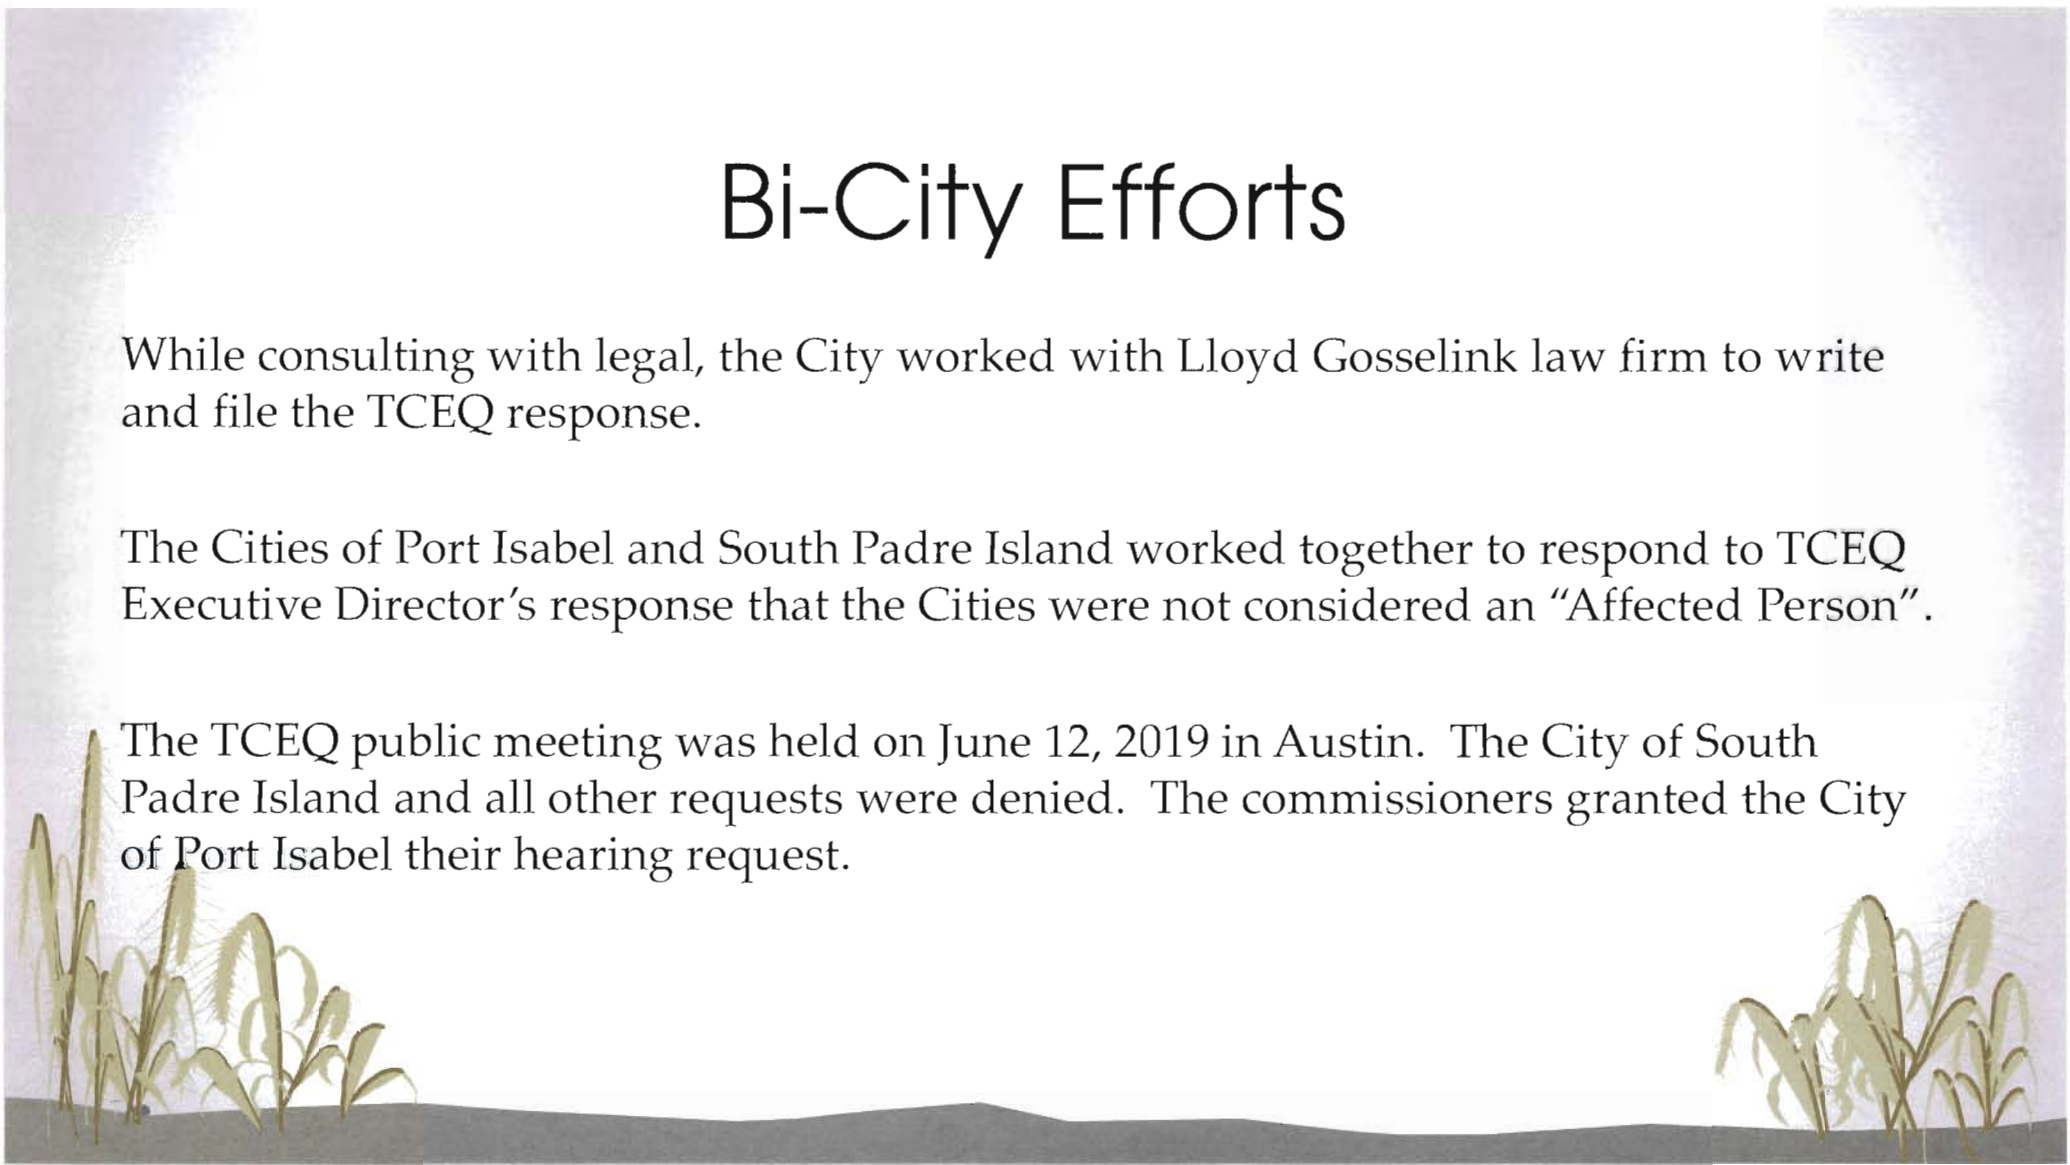 Bi-City Efforts
While consulting with legal, the City worked with Lloyd Gosselink law firm to write
and file the TCEQ response.
The Cities of Port Isabel and South Padre Island worked together to respond to TCEQ
Executive Director's response that the Cities were not considered an “Affected Person”.
The TCEQ public meeting was held on June 12, 2019 in Austin.  The City of South
Padre Island and all other requests were denied.  The commissioners granted the City
of Port Isabel their hearing request.